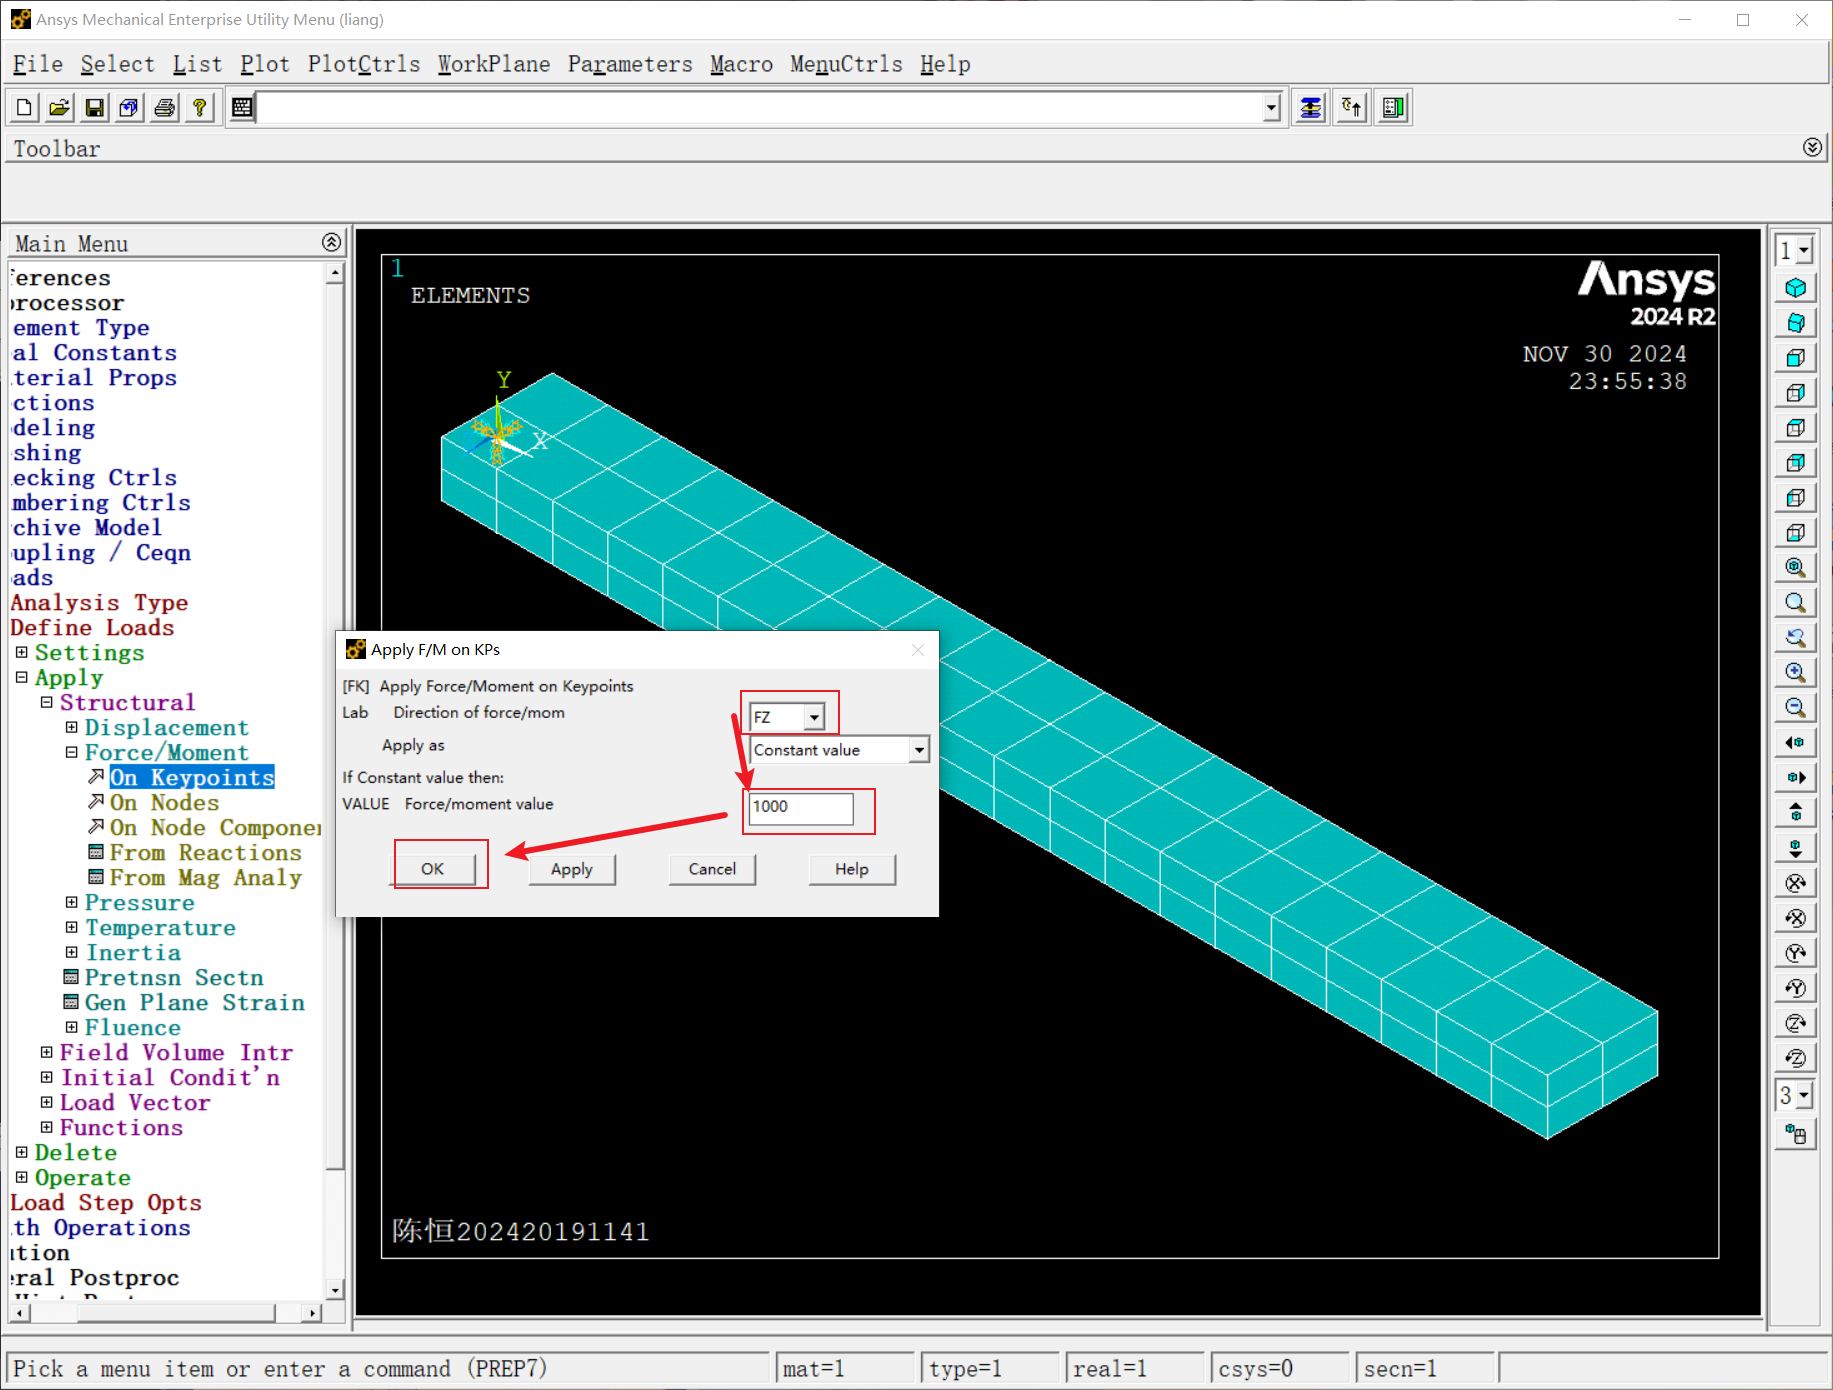 Ansys Mechanical Enterprise Utility Menu (liang)
File Select List Plot PlotCtrls WorkPlane Parameters Macro MenuCtrls Help
Toolbar
Main Menu
ferences
processor
ement Type
al Constants
terial Props
ctions
deling
shing
ecking Ctrls
mbering Ctrls
rchive Model
oupling / Ceqn
oads
Analysis Type
Define Loads
Settings
Apply
Structural
Displacement
Force/Moment
On Keypoints
On Nodes
On Node Componen
From Reactions
From Mag Analy
Pressure
Temperature
Inertia
Pretnsn Sectn
Gen Plane Strain
Fluence
Field Volume Intr
Initial Condit'n
Load Vector
Functions
Delete
Operate
Load Step Opts
th Operations
ution
eral Postproc
1
ELEMENTS
Ansys
2024 R2
NOV 30 2024
23:55:38
Y
X
Apply F/M on KPs
[FK] Apply Force/Moment on Keypoints
Lab Direction of force/mom FZ
Apply as Constant value
If Constant value then:
VALUE Force/moment value 1000
OK Apply Cancel Help
陈恒202420191141
1
3
Pick a menu item or enter a command (PREP7) mat=1 type=1 real=1 csys=0 secn=1